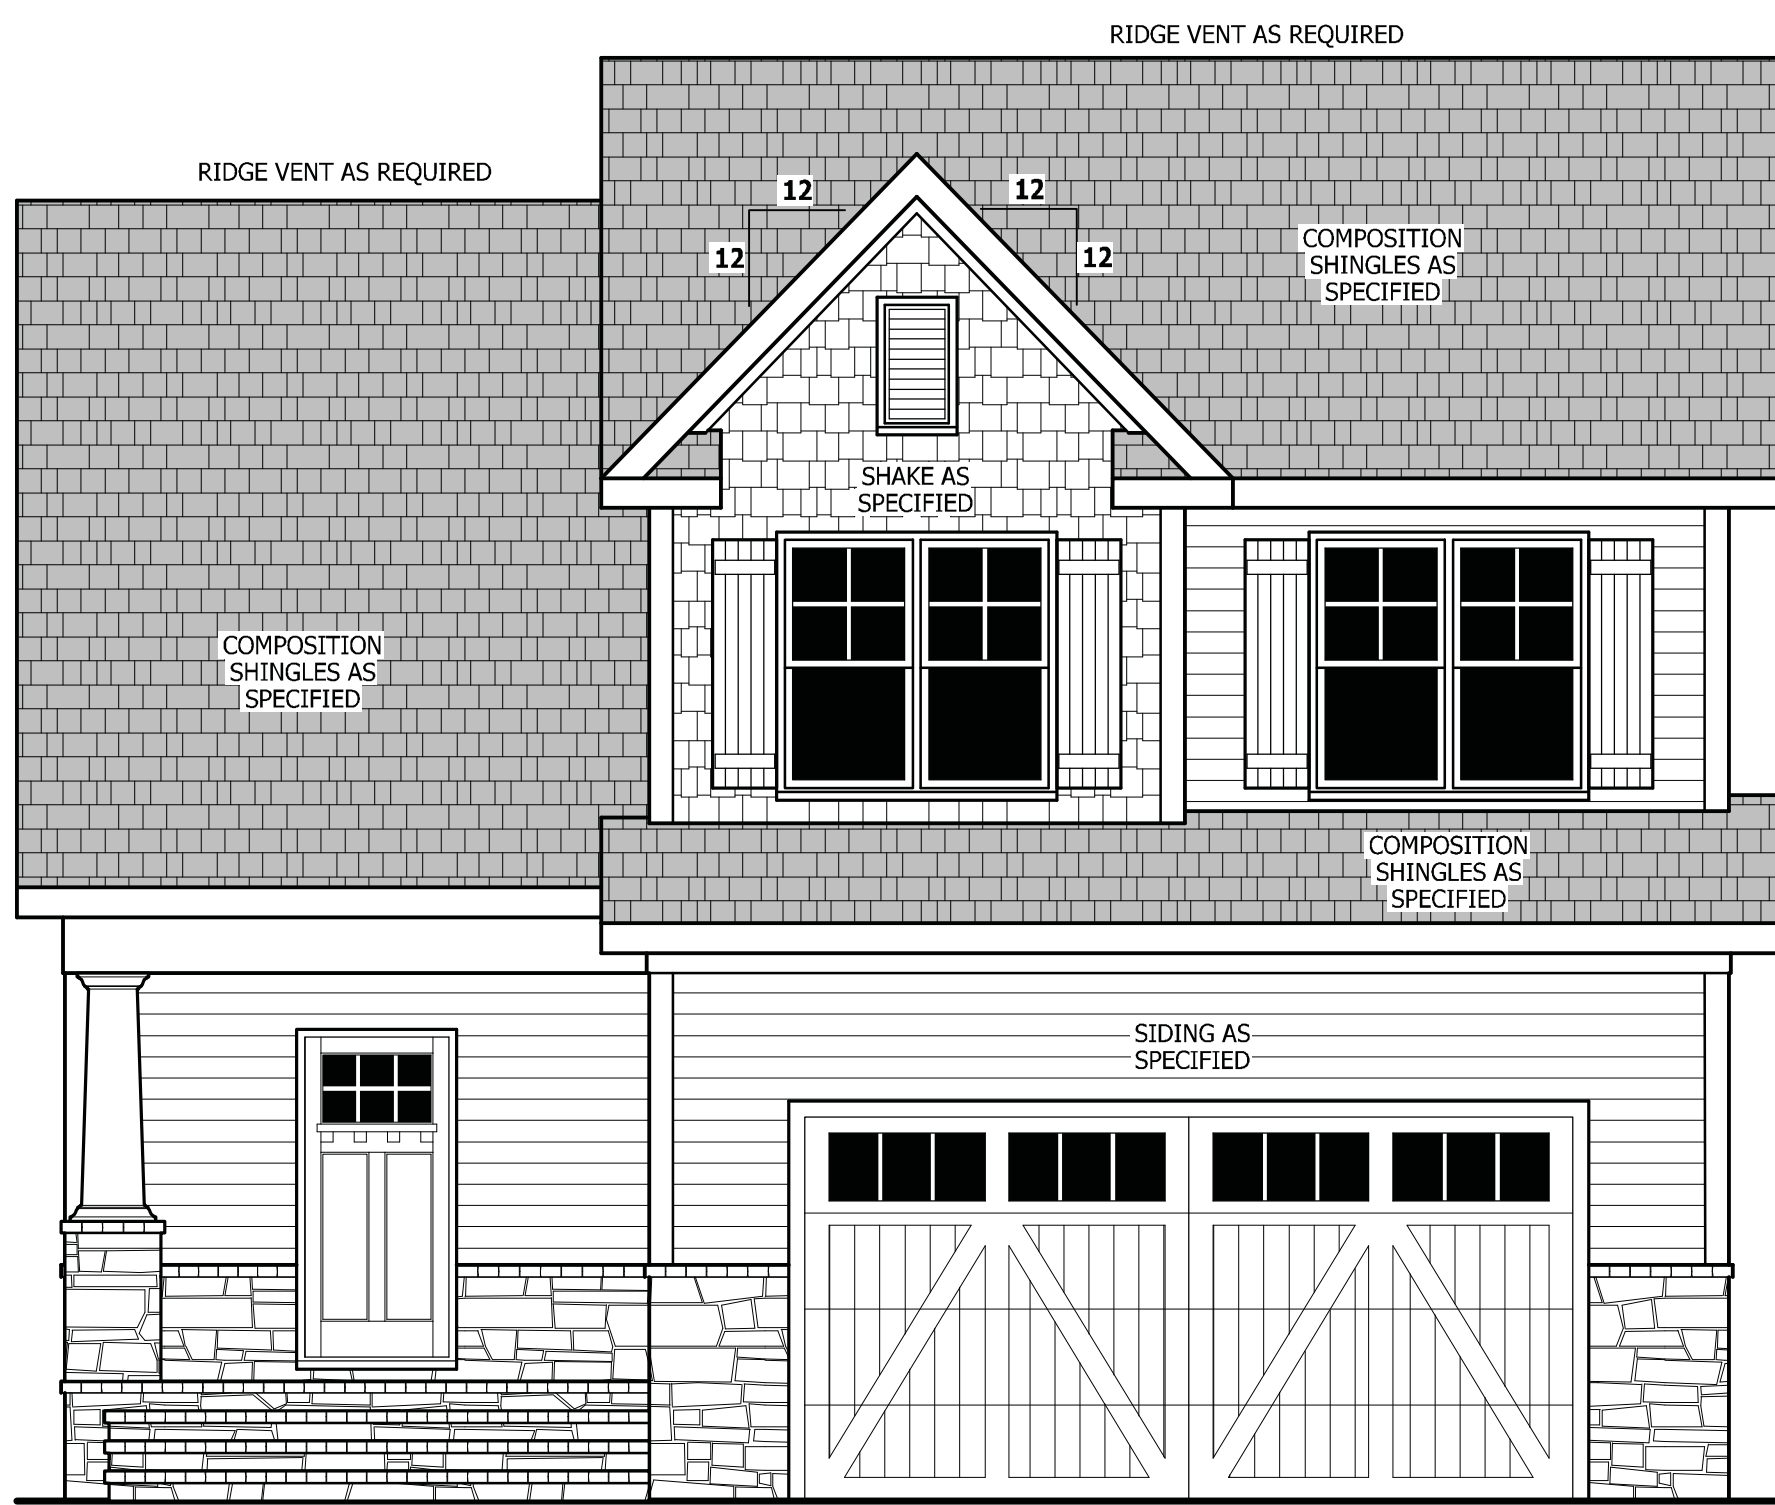 RIDGE VENT AS REQUIRED
RIDGE VENT AS REQUIRED
12
12
12
12
COMPOSITION
SHINGLES AS
SPECIFIED
SHAKE AS
SPECIFIED
COMPOSITION
SHINGLES AS
SPECIFIED
COMPOSITION
SHINGLES AS
SPECIFIED
SIDING AS
SPECIFIED